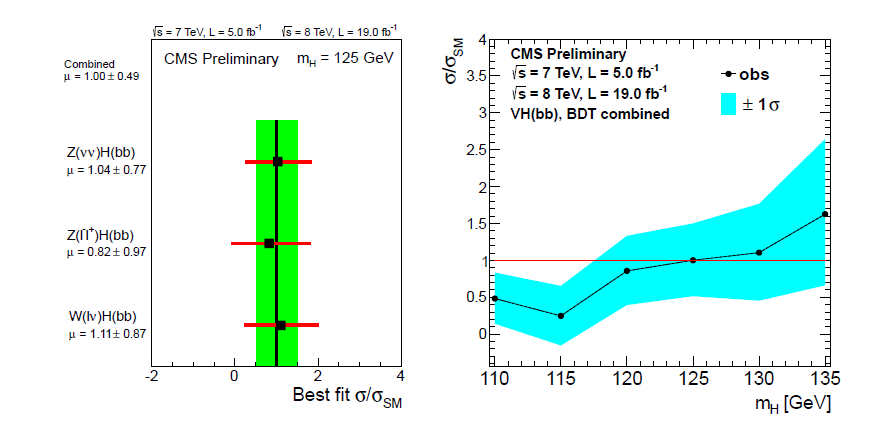 √s = 7 TeV, L = 5.0 fb⁻¹ √s = 8 TeV, L = 19.0 fb⁻¹
CMS Preliminary m_H = 125 GeV
Combined
μ = 1.00 ± 0.49
Z(νν)H(bb)
μ = 1.04 ± 0.77
Z(l⁻l⁺)H(bb)
μ = 0.82 ± 0.97
W(lν)H(bb)
μ = 1.11 ± 0.87
-2 0 2 4
Best fit σ/σ_SM
σ/σ_SM
4
3.5
3
2.5
2
1.5
1
0.5
0
CMS Preliminary
√s = 7 TeV, L = 5.0 fb⁻¹
√s = 8 TeV, L = 19.0 fb⁻¹
VH(bb), BDT combined
obs
± 1σ
110 115 120 125 130 135
m_H [GeV]